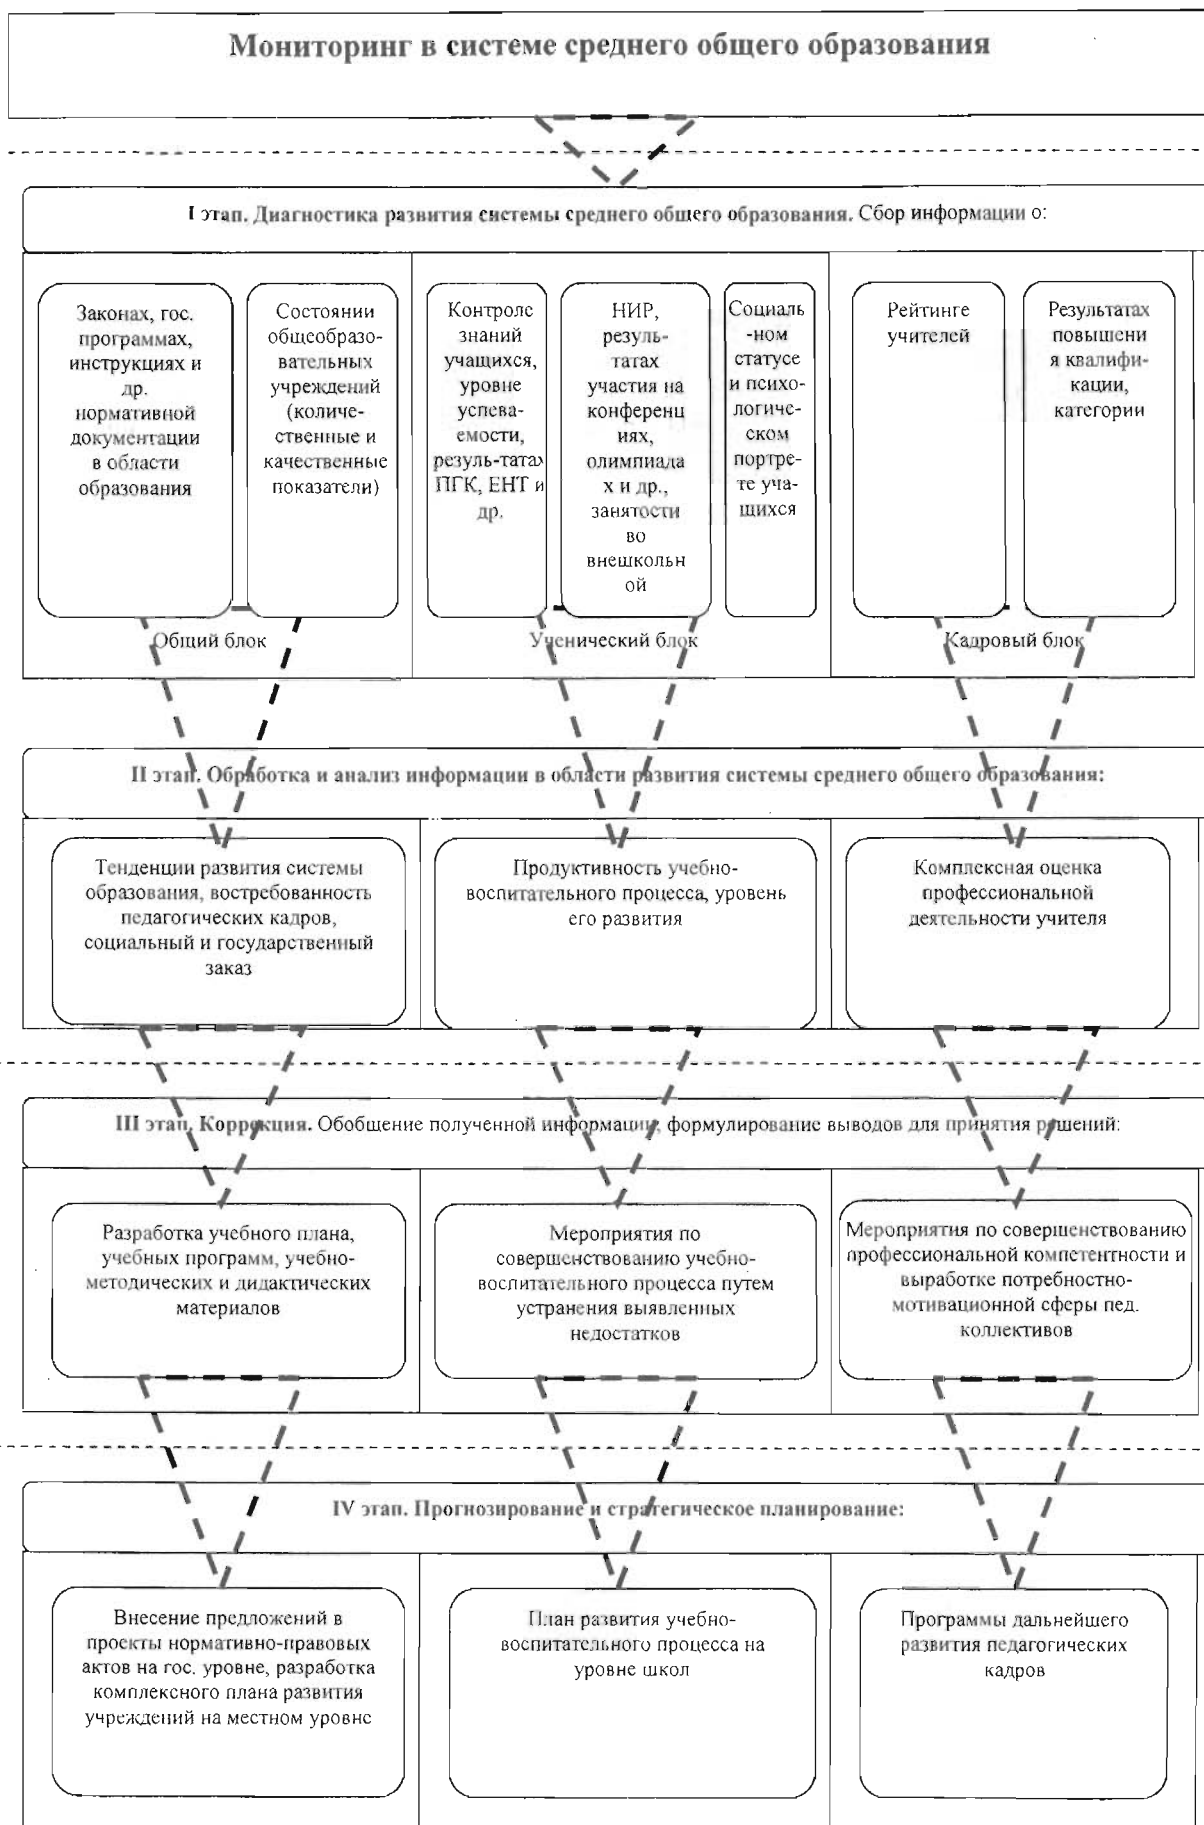 Мониторинг в системе среднего общего образования
I этап. Диагностика развития системы среднего общего образования. Сбор информации о:
Законах, гос.
программах,
инструкциях и
др.
нормативной
документации
в области
образования
Состоянии
общеобразо-
вательных
учреждений
(количе-
ственные и
качественные
показатели)
Контроле
знаний
учащихся,
уровне
успева-
емости,
резуль-татах
ПГК, ЕНТ и
др.
НИР,
резуль-
татах
участия на
конференц
иях,
олимпиада
х и др.,
занятости
во
внешкольн
ой
Социаль
-ном
статусе
и психо-
логиче-
ском
портре-
те уча-
щихся
Рейтинге
учителей
Результатах
повышени
я квалифи-
кации,
категории
Общий блок
Ученический блок
Кадровый блок
II этап. Обработка и анализ информации в области развития системы среднего общего образования:
Тенденции развития системы
образования, востребованность
педагогических кадров,
социальный и государственный
заказ
Продуктивность учебно-
воспитательного процесса, уровень
его развития
Комплексная оценка
профессиональной
деятельности учителя
III этап. Коррекция. Обобщение полученной информации, формулирование выводов для принятия решений:
Разработка учебного плана,
учебных программ, учебно-
методических и дидактических
материалов
Мероприятия по
совершенствованию учебно-
воспитательного процесса путем
устранения выявленных
недостатков
Мероприятия по совершенствованию
профессиональной компетентности и
выработке потребностно-
мотивационной сферы пед.
коллективов
IV этап. Прогнозирование и стратегическое планирование:
Внесение предложений в
проекты нормативно-правовых
актов на гос. уровне, разработка
комплексного плана развития
учреждений на местном уровне
План развития учебно-
воспитательного процесса на
уровне школ
Программы дальнейшего
развития педагогических
кадров